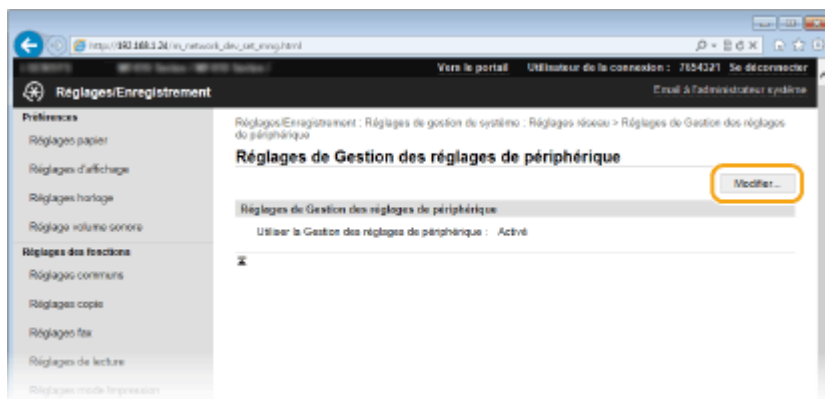 http://192.168.1.24/m_network_dev_set_mng.html
Vers le portail Utilisateur de la connexion : 7654321 Se déconnecter
Réglages/Enregistrement
Email à l'administrateur système
Préférences
Réglages papier
Réglages d'affichage
Réglages horloge
Réglage volume sonore
Réglages des fonctions
Réglages communs
Réglages copie
Réglages fax
Réglages de lecture
Réglages mode Impression
Réglages/Enregistrement : Réglages de gestion du système : Réglages réseau > Réglages de Gestion des réglages
de périphérique
Réglages de Gestion des réglages de périphérique
Modifier...
Réglages de Gestion des réglages de périphérique
Utiliser la Gestion des réglages de périphérique : Activé